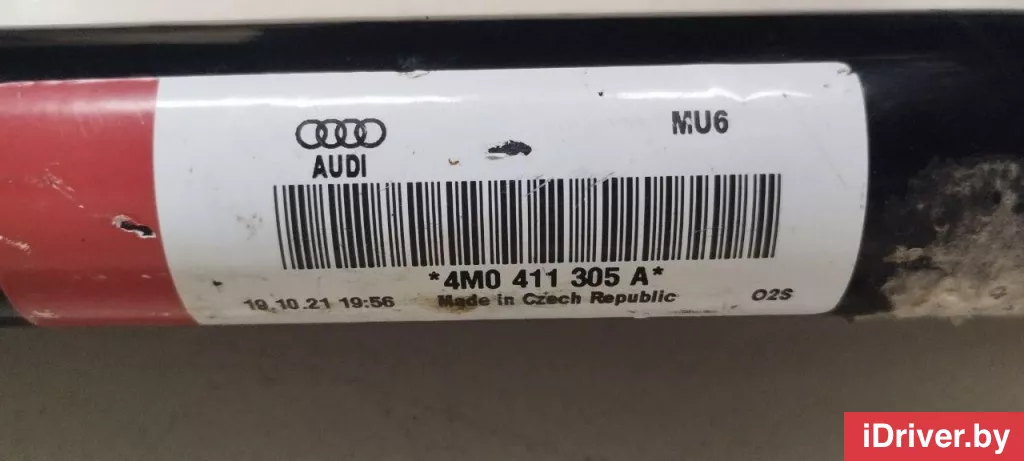 AUDI
MU6
*4M0 411 305 A*
19.10.21 19:56 Made in Czech Republic O2S
iDriver.by